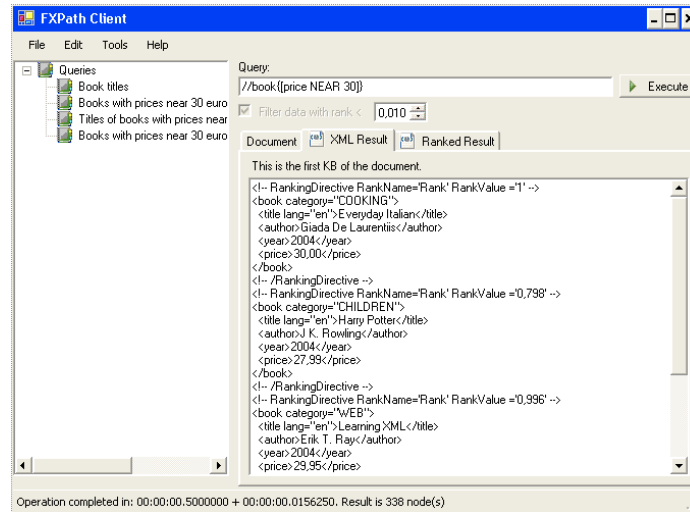 FXPath Client
File Edit Tools Help
Queries
Book titles
Books with prices near 30 euro
Titles of books with prices near
Books with prices near 30 euro
Query:
//book{[price NEAR 30]}
Execute
Filter data with rank < 0,010
Document XML Result Ranked Result
This is the first KB of the document.
<!-- RankingDirective RankName='Rank' RankValue ='1' -->
<book category="COOKING">
<title lang="en">Everyday Italian</title>
<author>Giada De Laurentiis</author>
<year>2004</year>
<price>30,00</price>
</book>
<!-- /RankingDirective -->
<!-- RankingDirective RankName='Rank' RankValue ='0,798' -->
<book category="CHILDREN">
<title lang="en">Harry Potter</title>
<author>J K. Rowling</author>
<year>2004</year>
<price>27,99</price>
</book>
<!-- /RankingDirective -->
<!-- RankingDirective RankName='Rank' RankValue ='0,996' -->
<book category="WEB">
<title lang="en">Learning XML</title>
<author>Erik T. Ray</author>
<year>2004</year>
<price>29,95</price>
Operation completed in: 00:00:00.5000000 + 00:00:00.0156250. Result is 338 node(s)